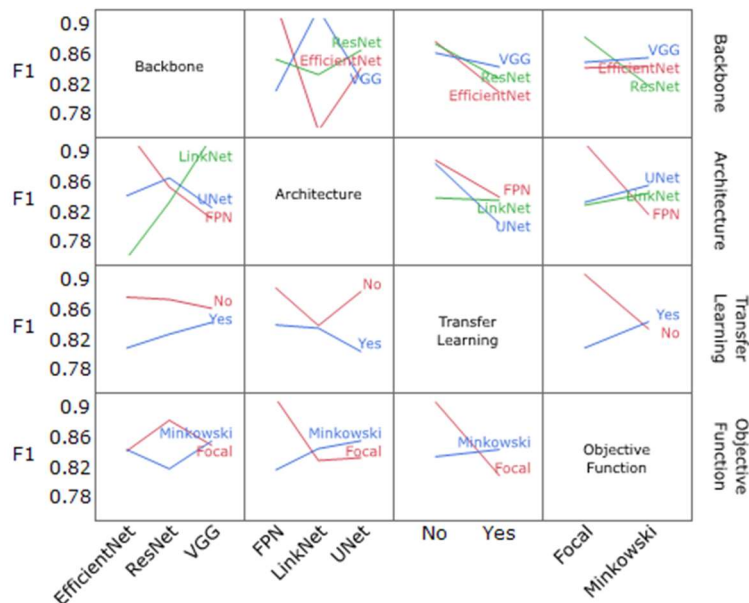 0.9
F1
0.86
0.82
0.78
Backbone
ResNet
EfficientNet
VGG
VGG
ResNet
EfficientNet
VGG
EfficientNet
ResNet
Backbone
0.9
F1
0.86
0.82
0.78
LinkNet
UNet
FPN
Architecture
FPN
LinkNet
UNet
UNet
LinkNet
FPN
Architecture
0.9
F1
0.86
0.82
0.78
No
Yes
No
Yes
Transfer
Learning
Yes
No
Transfer
Learning
0.9
F1
0.86
0.82
0.78
Minkowski
Focal
Minkowski
Focal
Minkowski
Focal
Objective
Function
Objective
Function
EfficientNet
ResNet
VGG
FPN
LinkNet
UNet
No
Yes
Focal
Minkowski